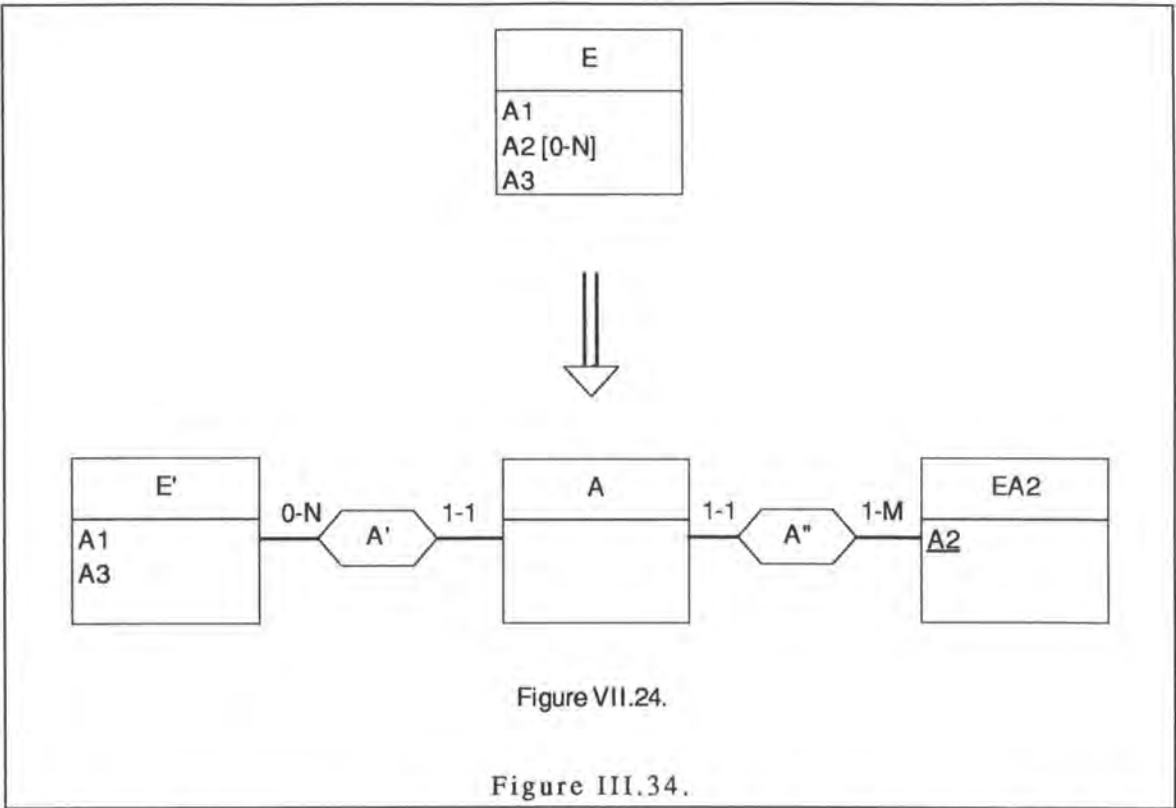 E
A1
A2 [0-N]
A3
E'
A1
A3
0-N
A'
1-1
A
1-1
A"
1-M
EA2
A2
Figure VII.24.
Figure III.34.